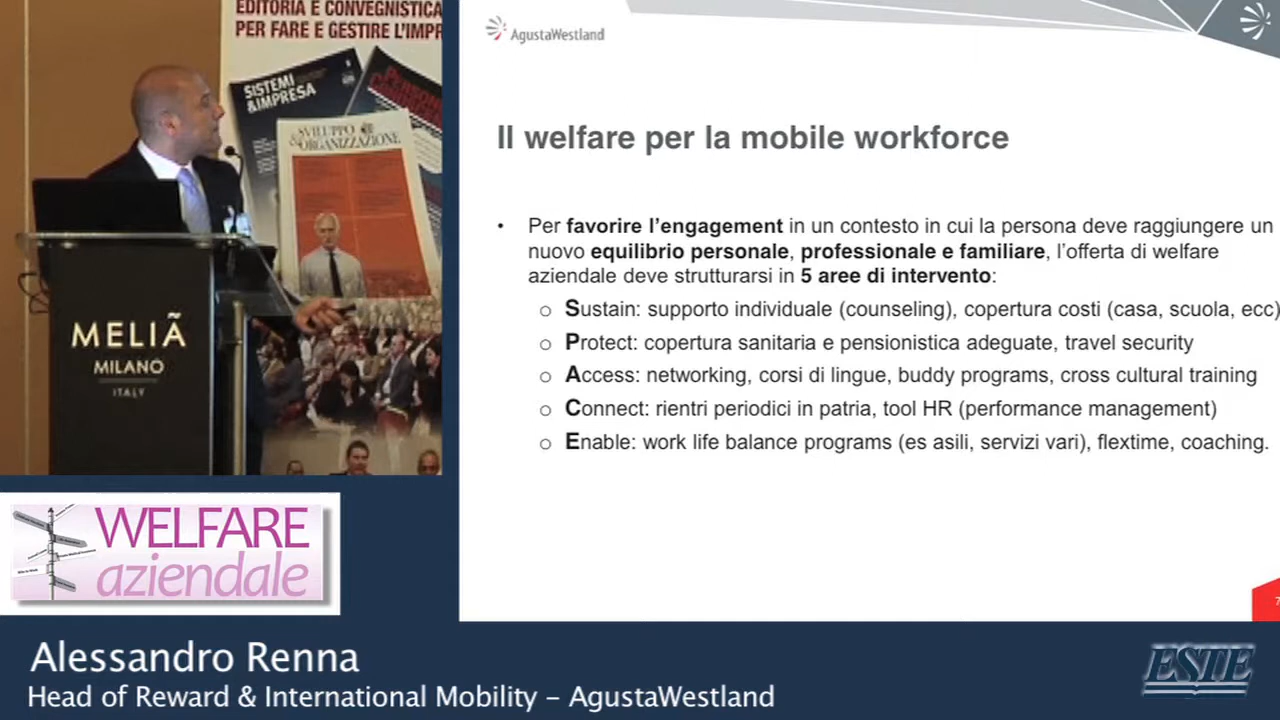 EDITORIA E CONVEGNISTICA
PER FARE E GESTIRE L'IMPR
SISTEMI
&IMPRESA
SVILUPPO
&ORGANIZZAZIONE
MELIÃ
MILANO
ITALY
AgustaWestland
Il welfare per la mobile workforce
• Per favorire l'engagement in un contesto in cui la persona deve raggiungere un
nuovo equilibrio personale, professionale e familiare, l'offerta di welfare
aziendale deve strutturarsi in 5 aree di intervento:
o Sustain: supporto individuale (counseling), copertura costi (casa, scuola, ecc)
o Protect: copertura sanitaria e pensionistica adeguate, travel security
o Access: networking, corsi di lingue, buddy programs, cross cultural training
o Connect: rientri periodici in patria, tool HR (performance management)
o Enable: work life balance programs (es asili, servizi vari), flextime, coaching.
7
WELFARE
aziendale
Alessandro Renna
Head of Reward & International Mobility – AgustaWestland
ESTE